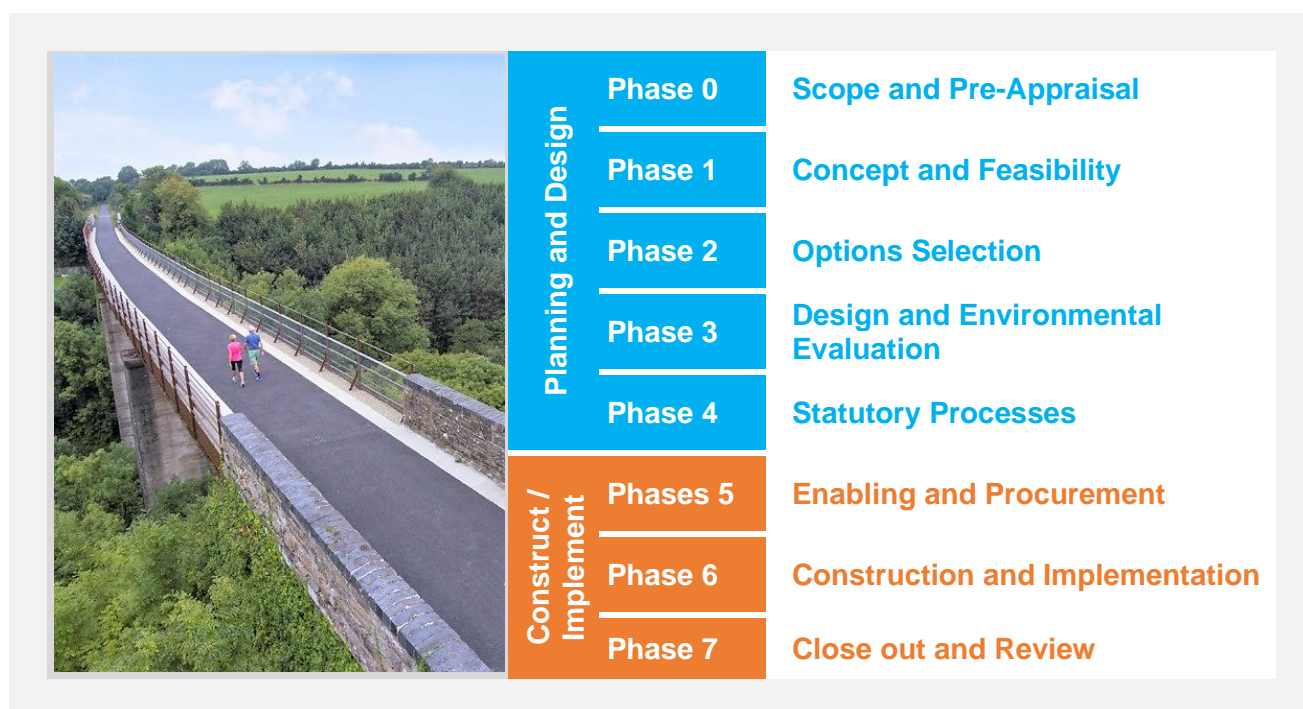 Planning and Design
Phase 0
Scope and Pre-Appraisal
Phase 1
Concept and Feasibility
Phase 2
Options Selection
Phase 3
Design and Environmental
Evaluation
Phase 4
Statutory Processes
Construct /
Implement
Phases 5
Enabling and Procurement
Phase 6
Construction and Implementation
Phase 7
Close out and Review